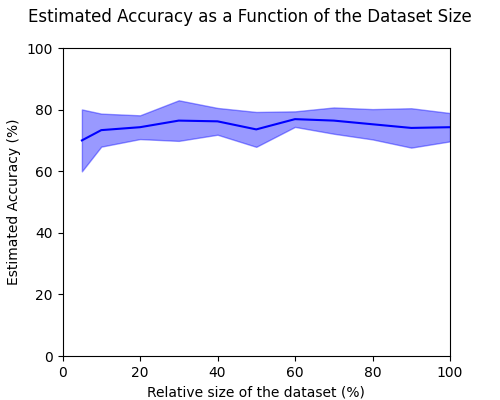 Estimated Accuracy as a Function of the Dataset Size
100
80
60
40
20
0
Estimated Accuracy (%)
0 20 40 60 80 100
Relative size of the dataset (%)